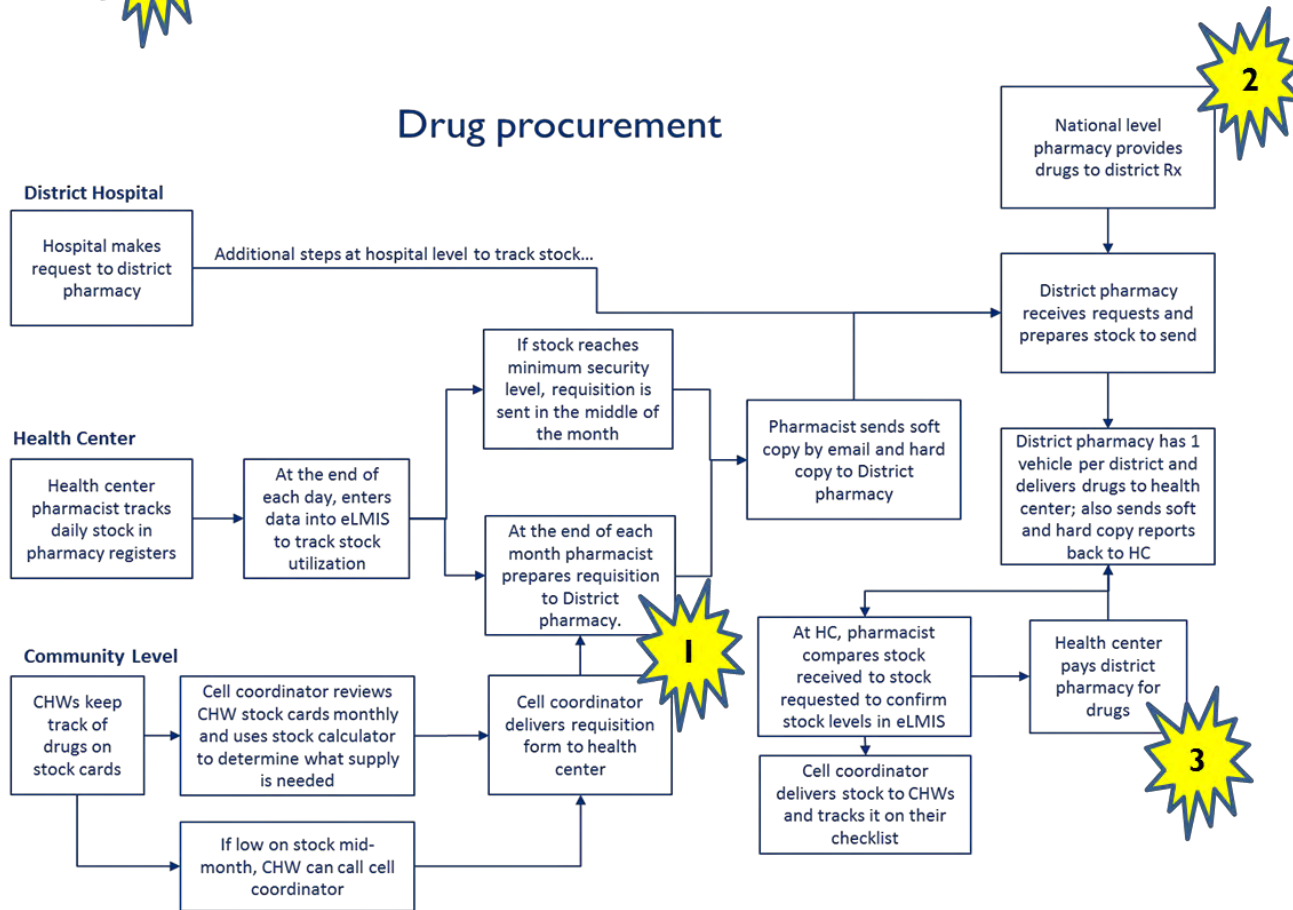 2
Drug procurement
National level
pharmacy provides
drugs to district Rx
District Hospital
Hospital makes
request to district
pharmacy
Additional steps at hospital level to track stock...
District pharmacy
receives requests and
prepares stock to send
If stock reaches
minimum security
level, requisition is
sent in the middle of
the month
Health Center
Health center
pharmacist tracks
daily stock in
pharmacy registers
At the end of
each day, enters
data into eLMIS
to track stock
utilization
Pharmacist sends soft
copy by email and hard
copy to District
pharmacy
District pharmacy has 1
vehicle per district and
delivers drugs to health
center; also sends soft
and hard copy reports
back to HC
At the end of each
month pharmacist
prepares requisition
to District
pharmacy.
1
Community Level
CHWs keep
track of
drugs on
stock cards
Cell coordinator reviews
CHW stock cards monthly
and uses stock calculator
to determine what supply
is needed
Cell coordinator
delivers requisition
form to health
center
At HC, pharmacist
compares stock
received to stock
requested to confirm
stock levels in eLMIS
Health center
pays district
pharmacy for
drugs
3
Cell coordinator
delivers stock to CHWs
and tracks it on their
checklist
If low on stock mid-
month, CHW can call cell
coordinator